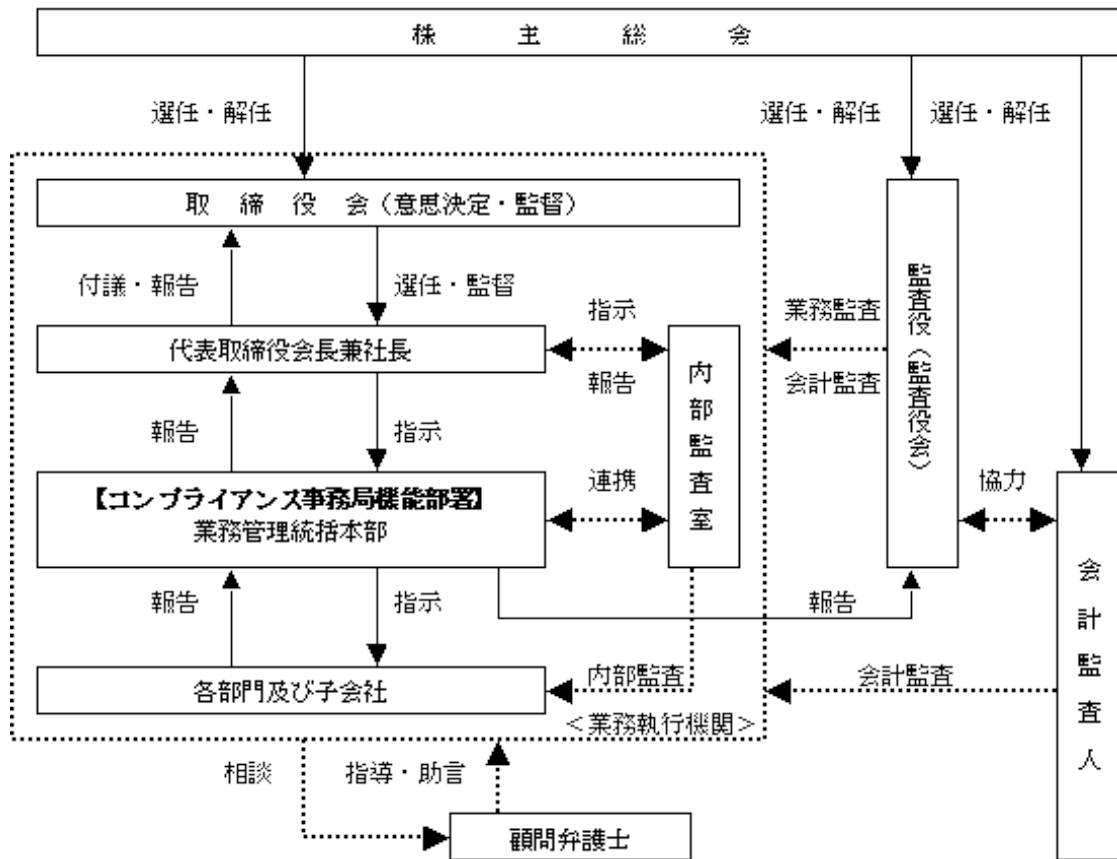 株主総会
選任・解任
選任・解任
選任・解任
取締役会（意思決定・監督）
付議・報告
選任・監督
代表取締役会長兼社長
指示
報告
内部監査室
業務監査
会計監査
監査役（監査役会）
報告
指示
【コンプライアンス事務局機能部署】
業務管理統括本部
連携
協力
報告
指示
報告
各部門及び子会社
内部監査
会計監査
会計監査人
＜業務執行機関＞
相談
指導・助言
顧問弁護士